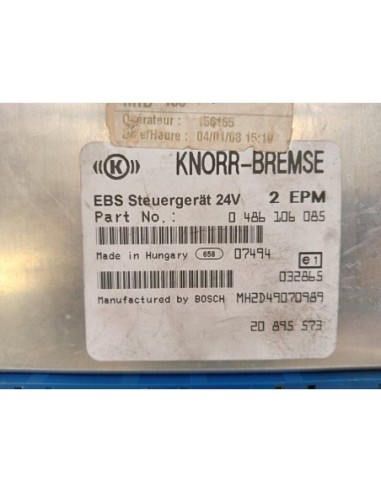 Opérateur : 156155
Date/Heure : 04/01/08 15:19
((K)) KNORR-BREMSE
EBS Steuergerät 24V 2 EPM
Part No.: 0 486 106 085
Made in Hungary 656 07494 e1
032865
Manufactured by BOSCH MH2D49070989
20 895 573